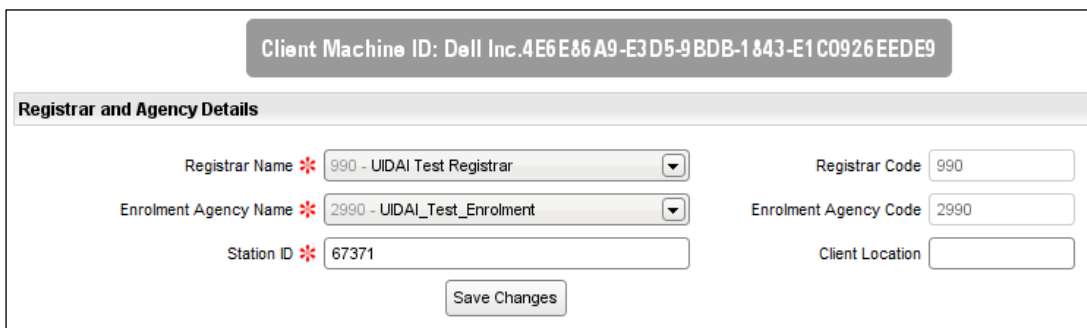 Client Machine ID: Dell Inc.4E6E86A9-E3D5-9BDB-1843-E1C0926EEDE9
Registrar and Agency Details
Registrar Name * 990 - UIDAI Test Registrar Registrar Code 990
Enrolment Agency Name * 2990 - UIDAI_Test_Enrolment Enrolment Agency Code 2990
Station ID * 67371 Client Location
Save Changes